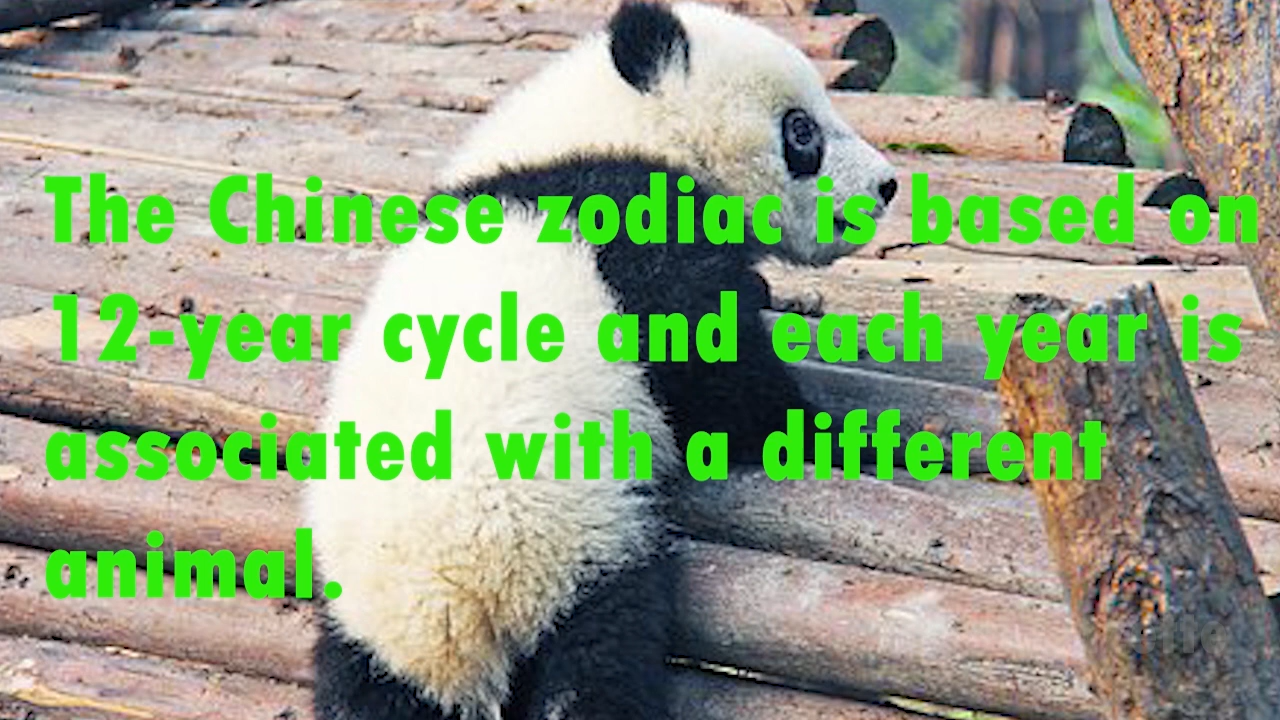 The Chinese zodiac is based on
12-year cycle and each year is
associated with a different
animal.